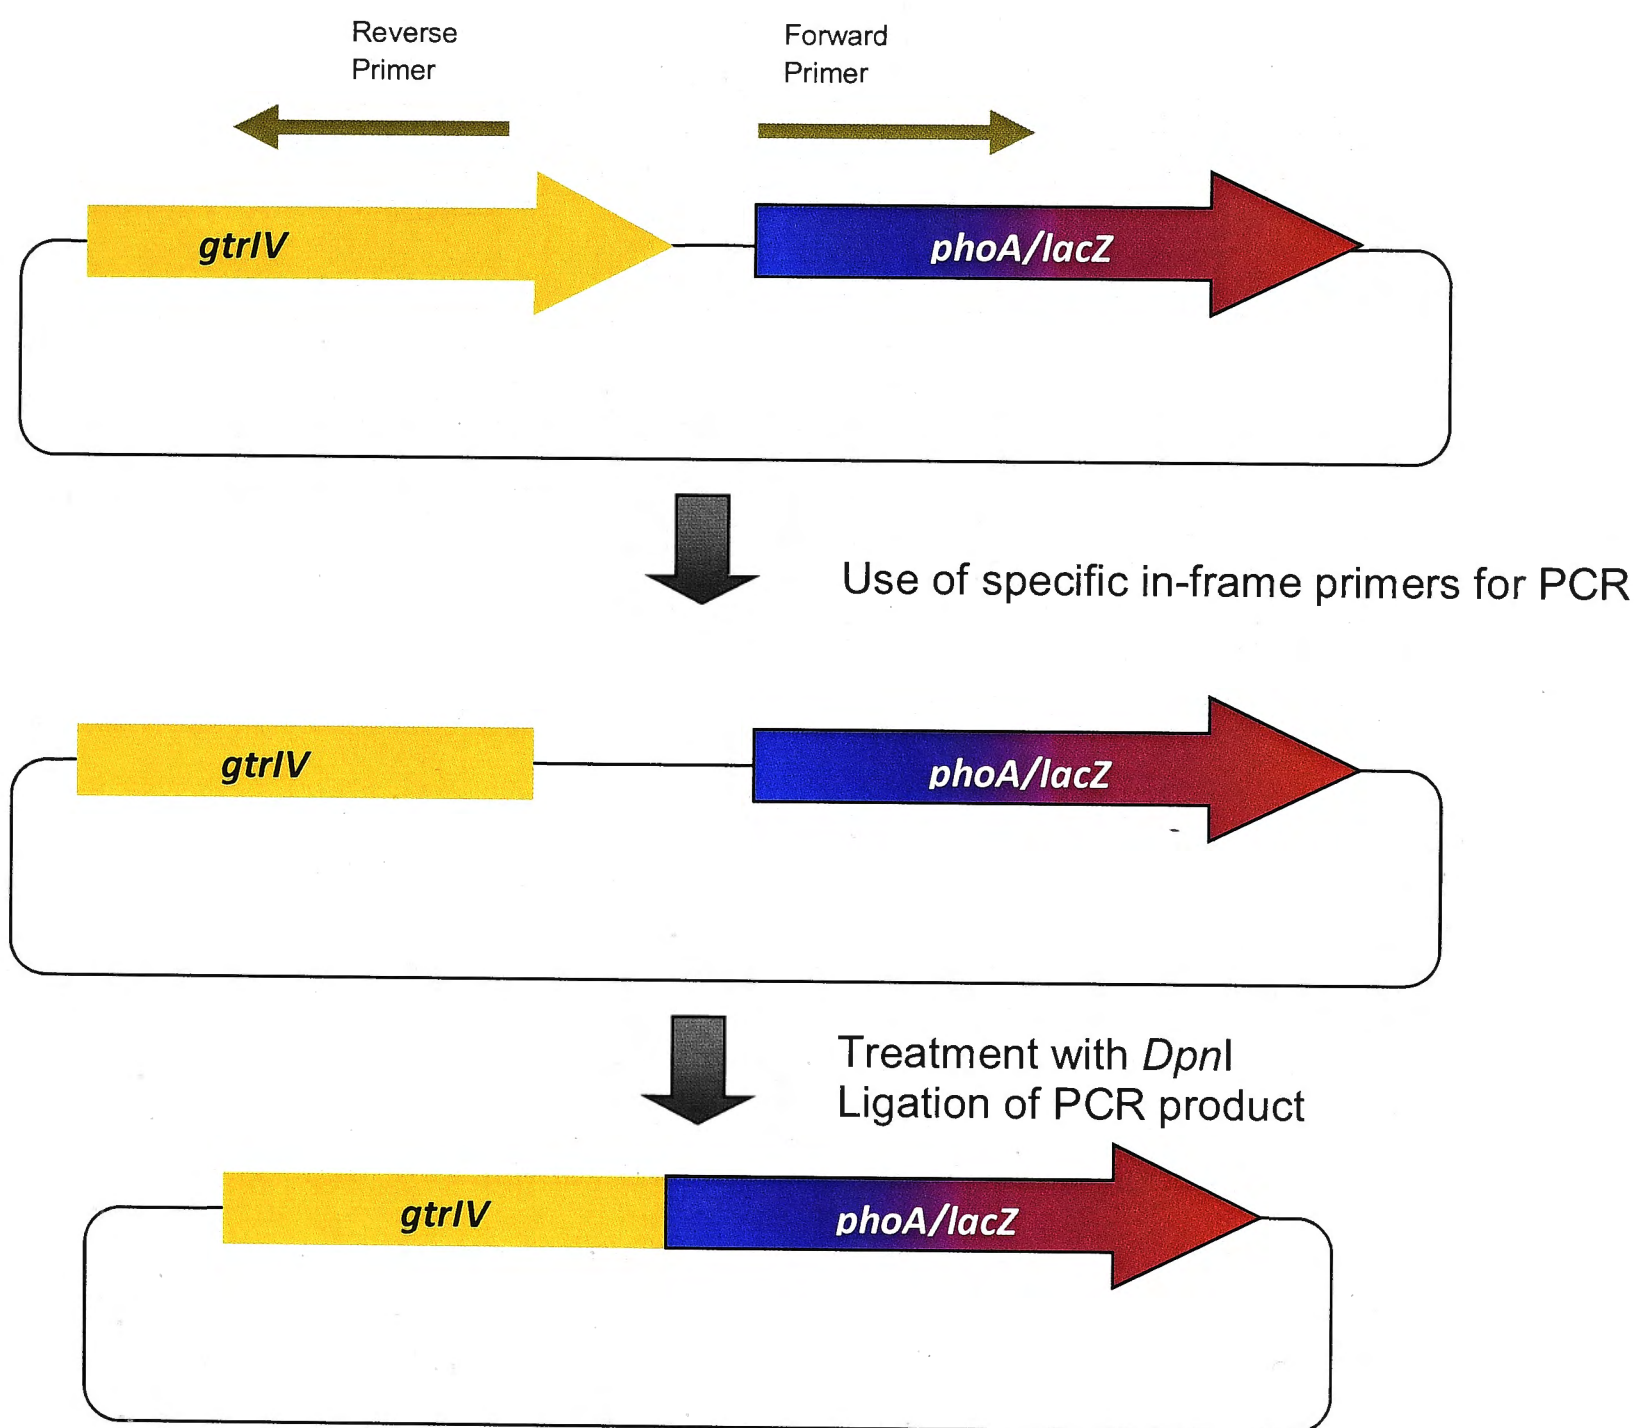 Reverse
Primer
Forward
Primer
gtrIV
phoA/lacZ
Use of specific in-frame primers for PCR
gtrIV
phoA/lacZ
Treatment with DpnI
Ligation of PCR product
gtrIV
phoA/lacZ